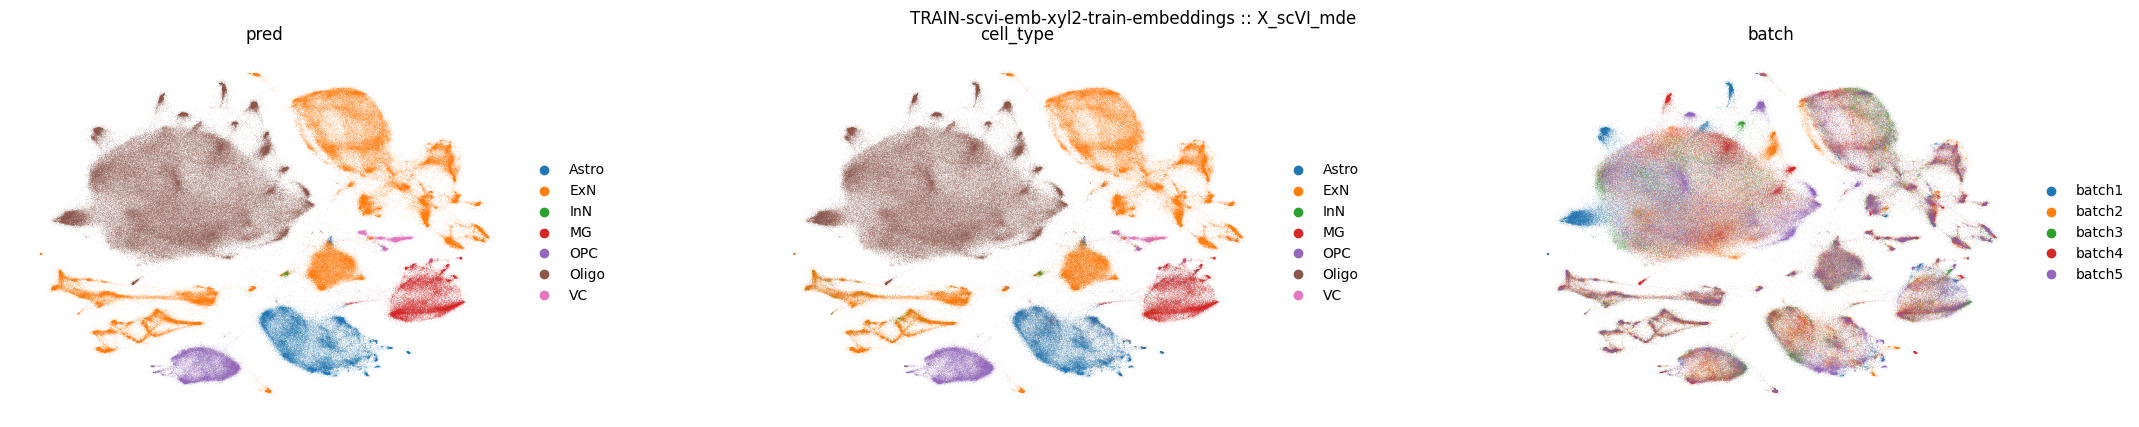 TRAIN-scvi-emb-xyl2-train-embeddings :: X_scVI_mde
pred
Astro
ExN
InN
MG
OPC
Oligo
VC
cell_type
Astro
ExN
InN
MG
OPC
Oligo
VC
batch
batch1
batch2
batch3
batch4
batch5